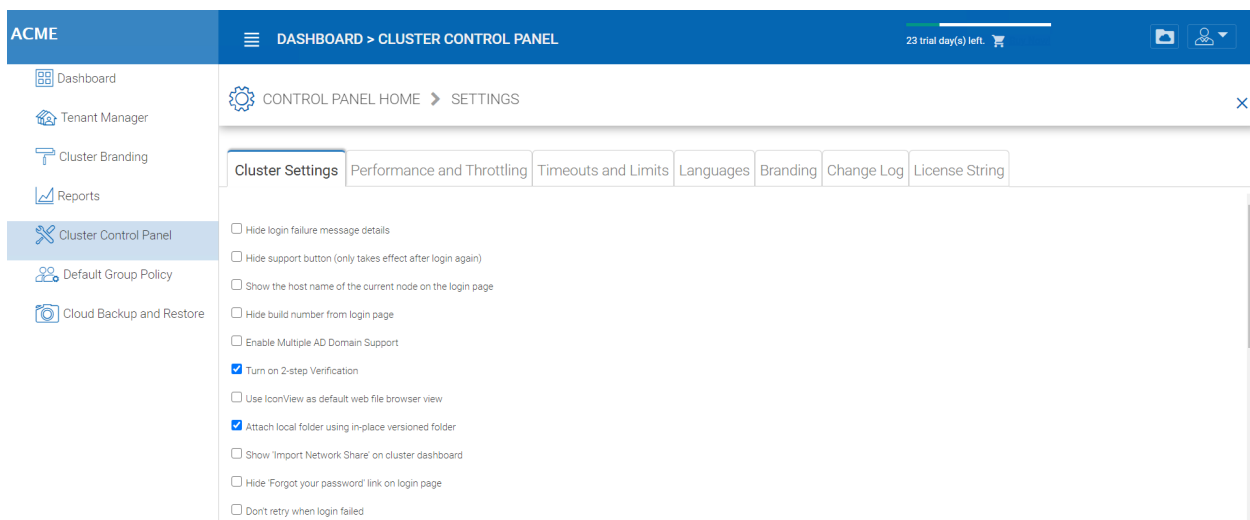 ACME
DASHBOARD > CLUSTER CONTROL PANEL
23 trial day(s) left.
Dashboard
Tenant Manager
Cluster Branding
Reports
Cluster Control Panel
Default Group Policy
Cloud Backup and Restore
CONTROL PANEL HOME > SETTINGS
Cluster Settings Performance and Throttling Timeouts and Limits Languages Branding Change Log License String
Hide login failure message details
Hide support button (only takes effect after login again)
Show the host name of the current node on the login page
Hide build number from login page
Enable Multiple AD Domain Support
Turn on 2-step Verification
Use IconView as default web file browser view
Attach local folder using in-place versioned folder
Show 'Import Network Share' on cluster dashboard
Hide 'Forgot your password' link on login page
Don't retry when login failed